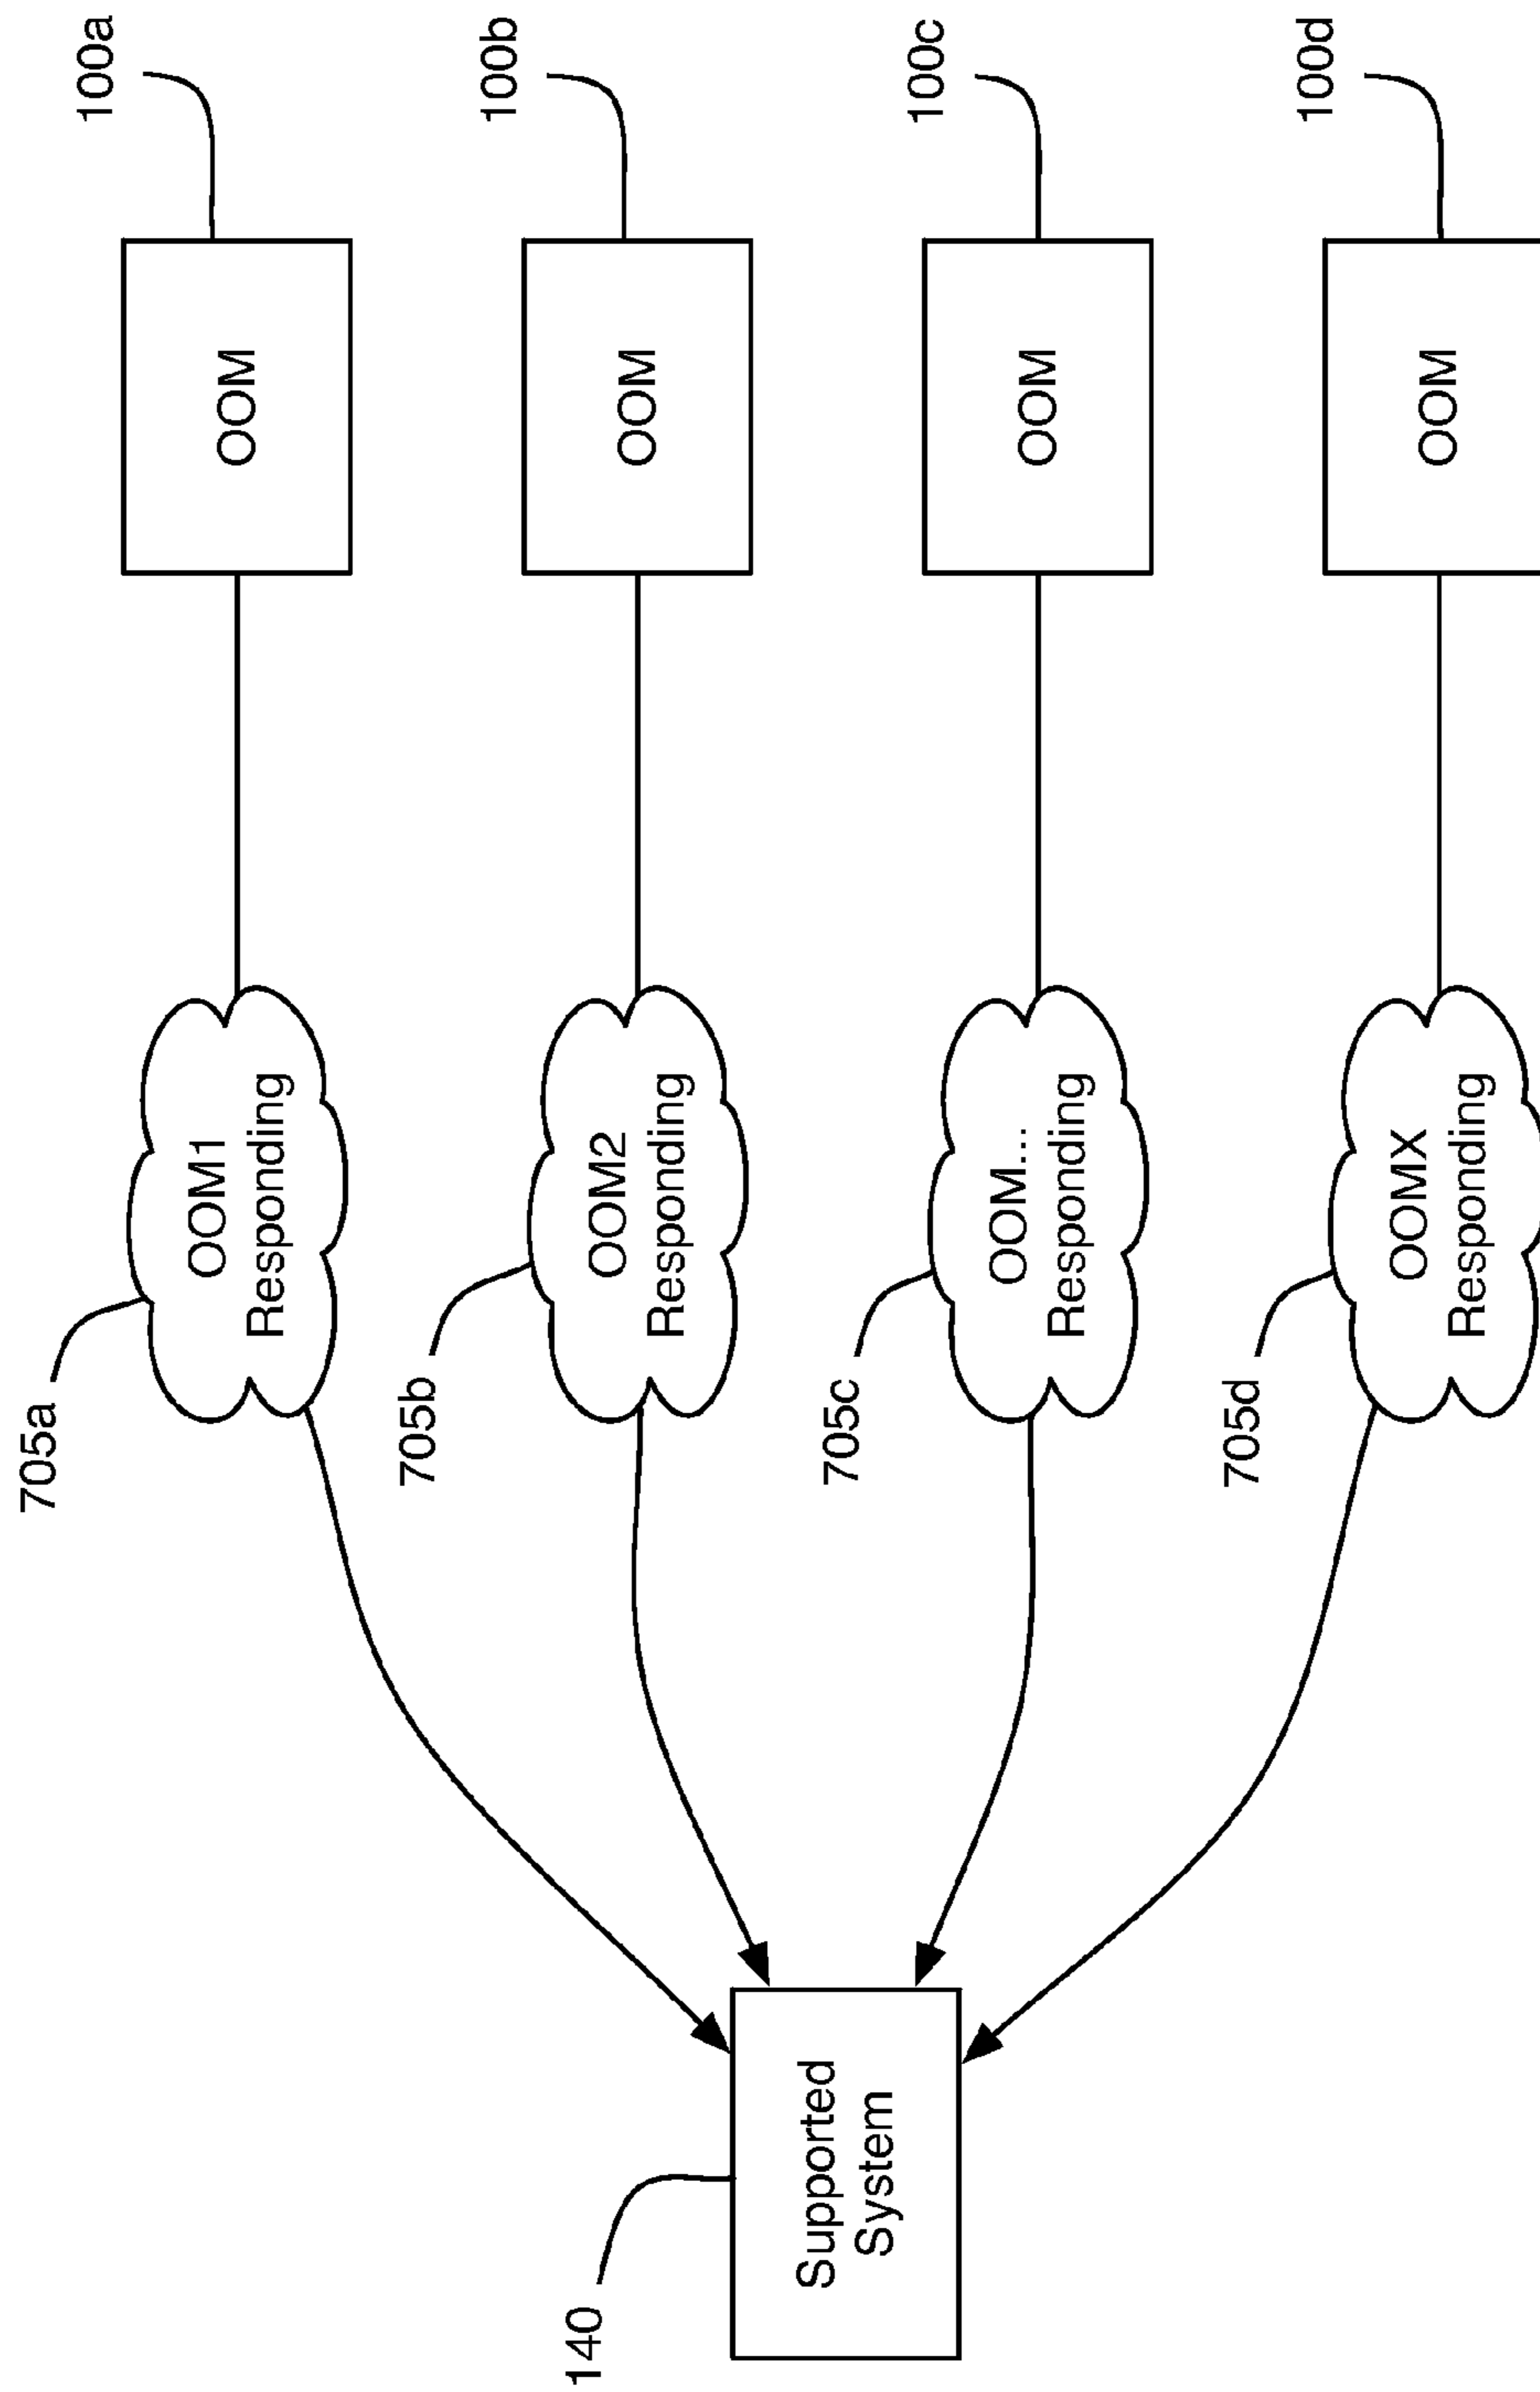 100a
OOM
OOM1
Responding
705a
100b
OOM
OOM2
Responding
705b
100c
OOM
OOM...
Responding
705c
100d
OOM
OOMX
Responding
705d
Supported
System
140